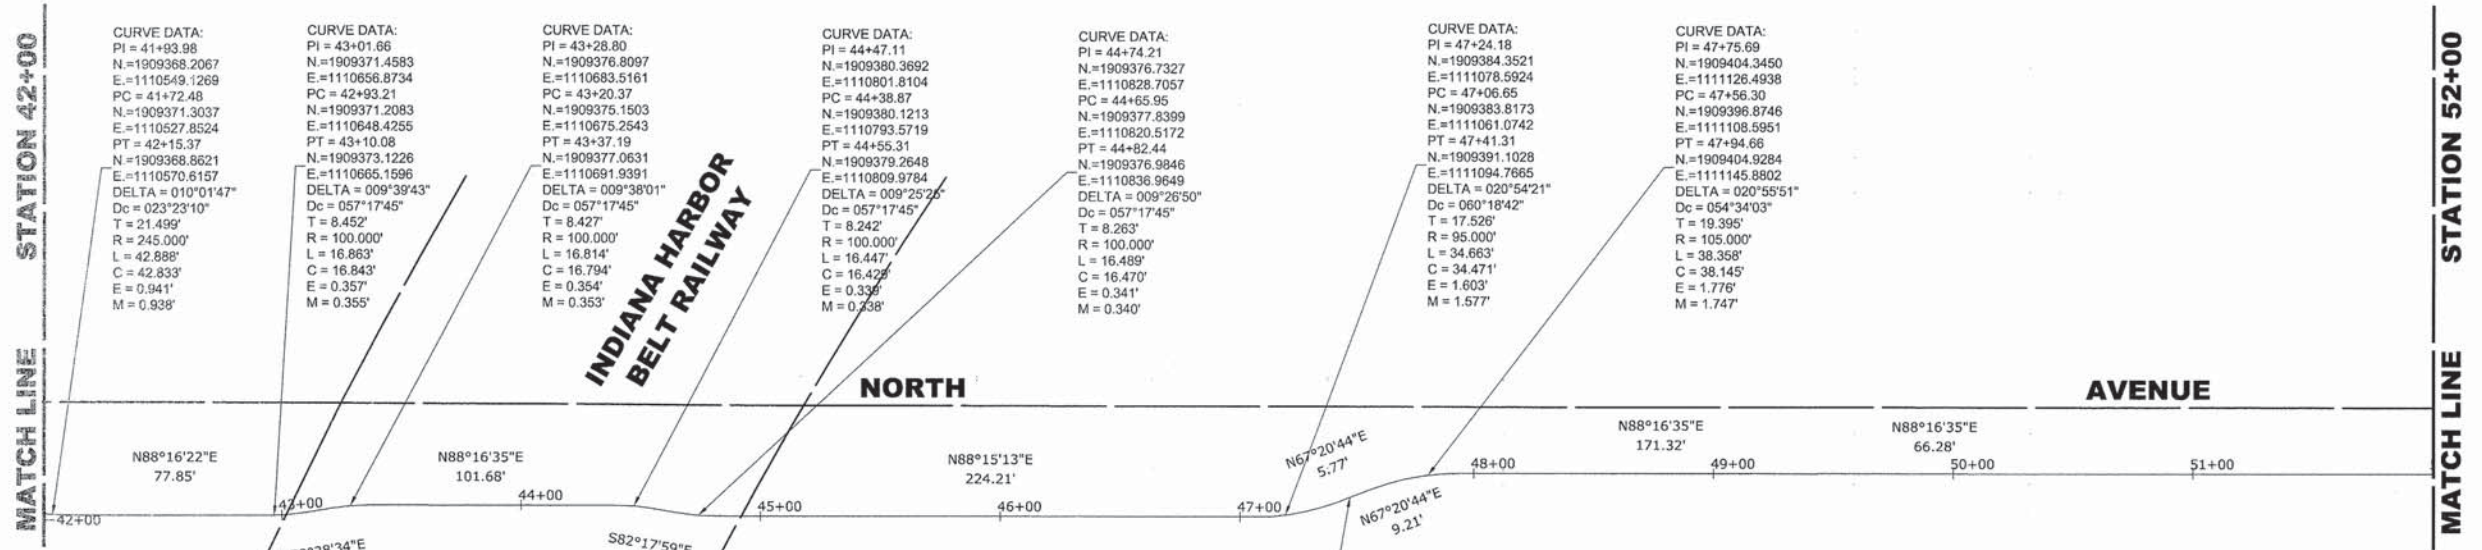 MATCH LINE STATION 42+00
CURVE DATA:
PI = 41+93.98
N.=1909368.2067
E.=1110549.1269
PC = 41+72.48
N.=1909371.3037
E.=1110527.8524
PT = 42+15.37
N.=1909368.8621
E.=1110570.6157
DELTA = 010°01'47"
Dc = 023°23'10"
T = 21.499'
R = 245.000'
L = 42.888'
C = 42.833'
E = 0.941'
M = 0.938'
CURVE DATA:
PI = 43+01.66
N.=1909371.4583
E.=1110656.8734
PC = 42+93.21
N.=1909371.2083
E.=1110648.4255
PT = 43+10.08
N.=1909373.1226
E.=1110665.1596
DELTA = 009°39'43"
Dc = 057°17'45"
T = 8.452'
R = 100.000'
L = 16.863'
C = 16.843'
E = 0.357'
M = 0.355'
CURVE DATA:
PI = 43+28.80
N.=1909376.8097
E.=1110683.5161
PC = 43+20.37
N.=1909375.1503
E.=1110675.2543
PT = 43+37.19
N.=1909377.0631
E.=1110691.9391
DELTA = 009°38'01"
Dc = 057°17'45"
T = 8.427'
R = 100.000'
L = 16.814'
C = 16.794'
E = 0.354'
M = 0.353'
INDIANA HARBOR
BELT RAILWAY
CURVE DATA:
PI = 44+47.11
N.=1909380.3692
E.=1110801.8104
PC = 44+38.87
N.=1909380.1213
E.=1110793.5719
PT = 44+55.31
N.=1909379.2648
E.=1110809.9784
DELTA = 009°25'25"
Dc = 057°17'45"
T = 8.242'
R = 100.000'
L = 16.447'
C = 16.429'
E = 0.339'
M = 0.338'
CURVE DATA:
PI = 44+74.21
N.=1909376.7327
E.=1110828.7057
PC = 44+65.95
N.=1909377.8399
E.=1110820.5172
PT = 44+82.44
N.=1909376.9846
E.=1110836.9649
DELTA = 009°26'50"
Dc = 057°17'45"
T = 8.263'
R = 100.000'
L = 16.489'
C = 16.470'
E = 0.341'
M = 0.340'
CURVE DATA:
PI = 47+24.18
N.=1909384.3521
E.=1111078.5924
PC = 47+06.65
N.=1909383.8173
E.=1111061.0742
PT = 47+41.31
N.=1909391.1028
E.=1111094.7665
DELTA = 020°54'21"
Dc = 060°18'42"
T = 17.526'
R = 95.000'
L = 34.663'
C = 34.471'
E = 1.603'
M = 1.577'
CURVE DATA:
PI = 47+75.69
N.=1909404.3450
E.=1111126.4938
PC = 47+56.30
N.=1909396.8746
E.=1111108.5951
PT = 47+94.66
N.=1909404.9284
E.=1111145.8802
DELTA = 020°55'51"
Dc = 054°34'03"
T = 19.395'
R = 105.000'
L = 38.358'
C = 38.145'
E = 1.776'
M = 1.747'
MATCH LINE STATION 52+00
NORTH AVENUE
N88°16'22"E
77.85'
N88°16'35"E
101.68'
N88°15'13"E
224.21'
N67°20'44"E
5.77'
N67°20'44"E
9.21'
N88°16'35"E
171.32'
N88°16'35"E
66.28'
42+00
43+00
44+00
45+00
46+00
47+00
48+00
49+00
50+00
51+00
S82°17'59"E